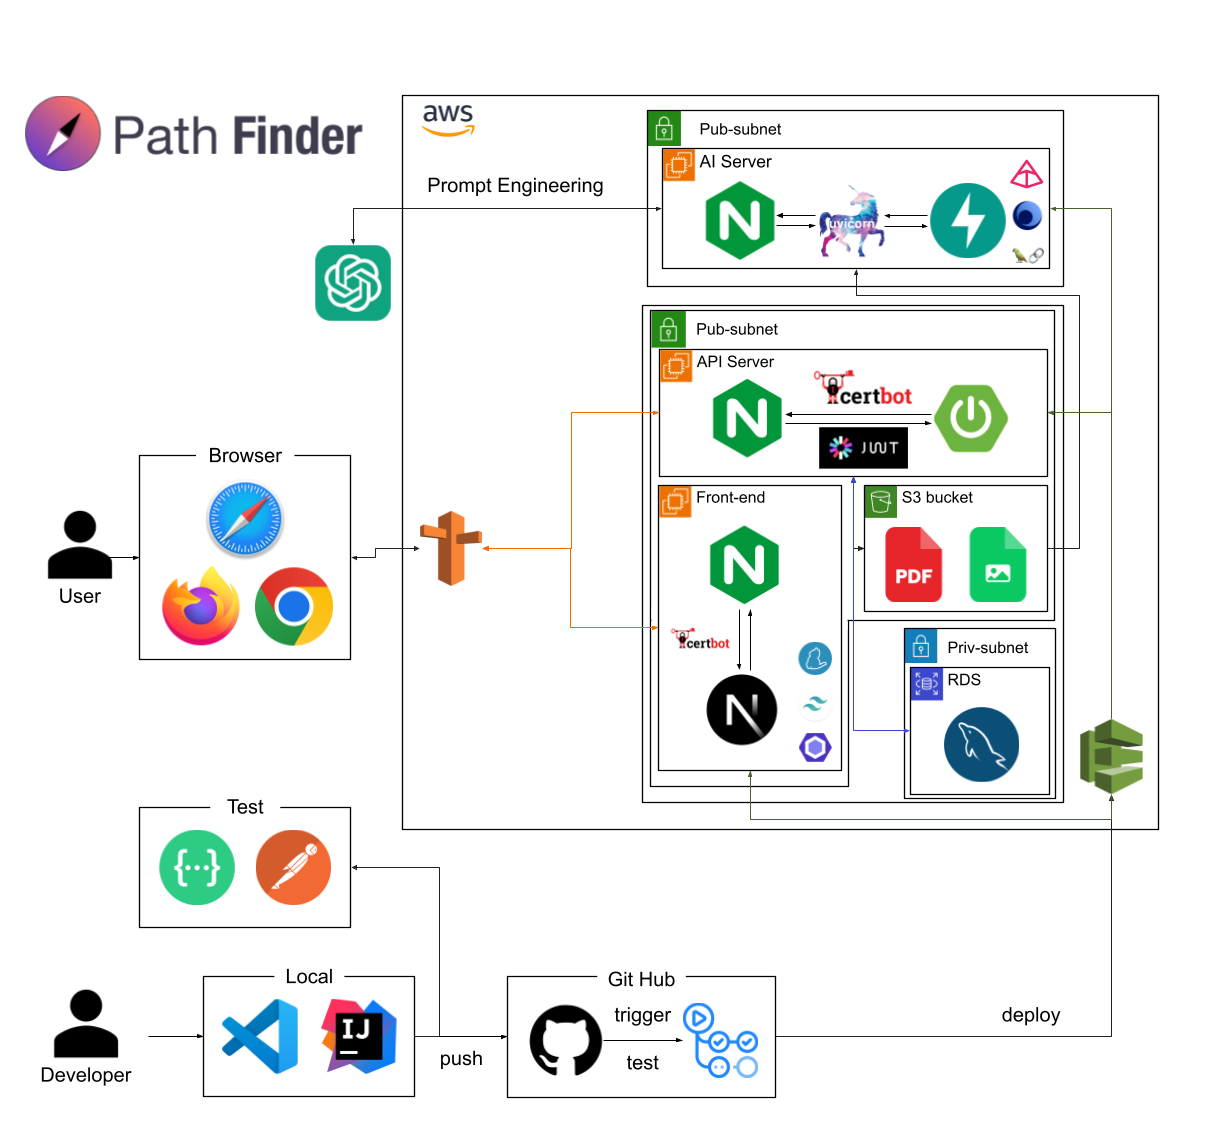 Path Finder
aws
Pub-subnet
AI Server
Prompt Engineering
uvicorn
Pub-subnet
API Server
certbot
JWT
Browser
Front-end
S3 bucket
PDF
User
certbot
Priv-subnet
RDS
Test
{···}
Local
Git Hub
IJ
trigger
deploy
push
test
Developer